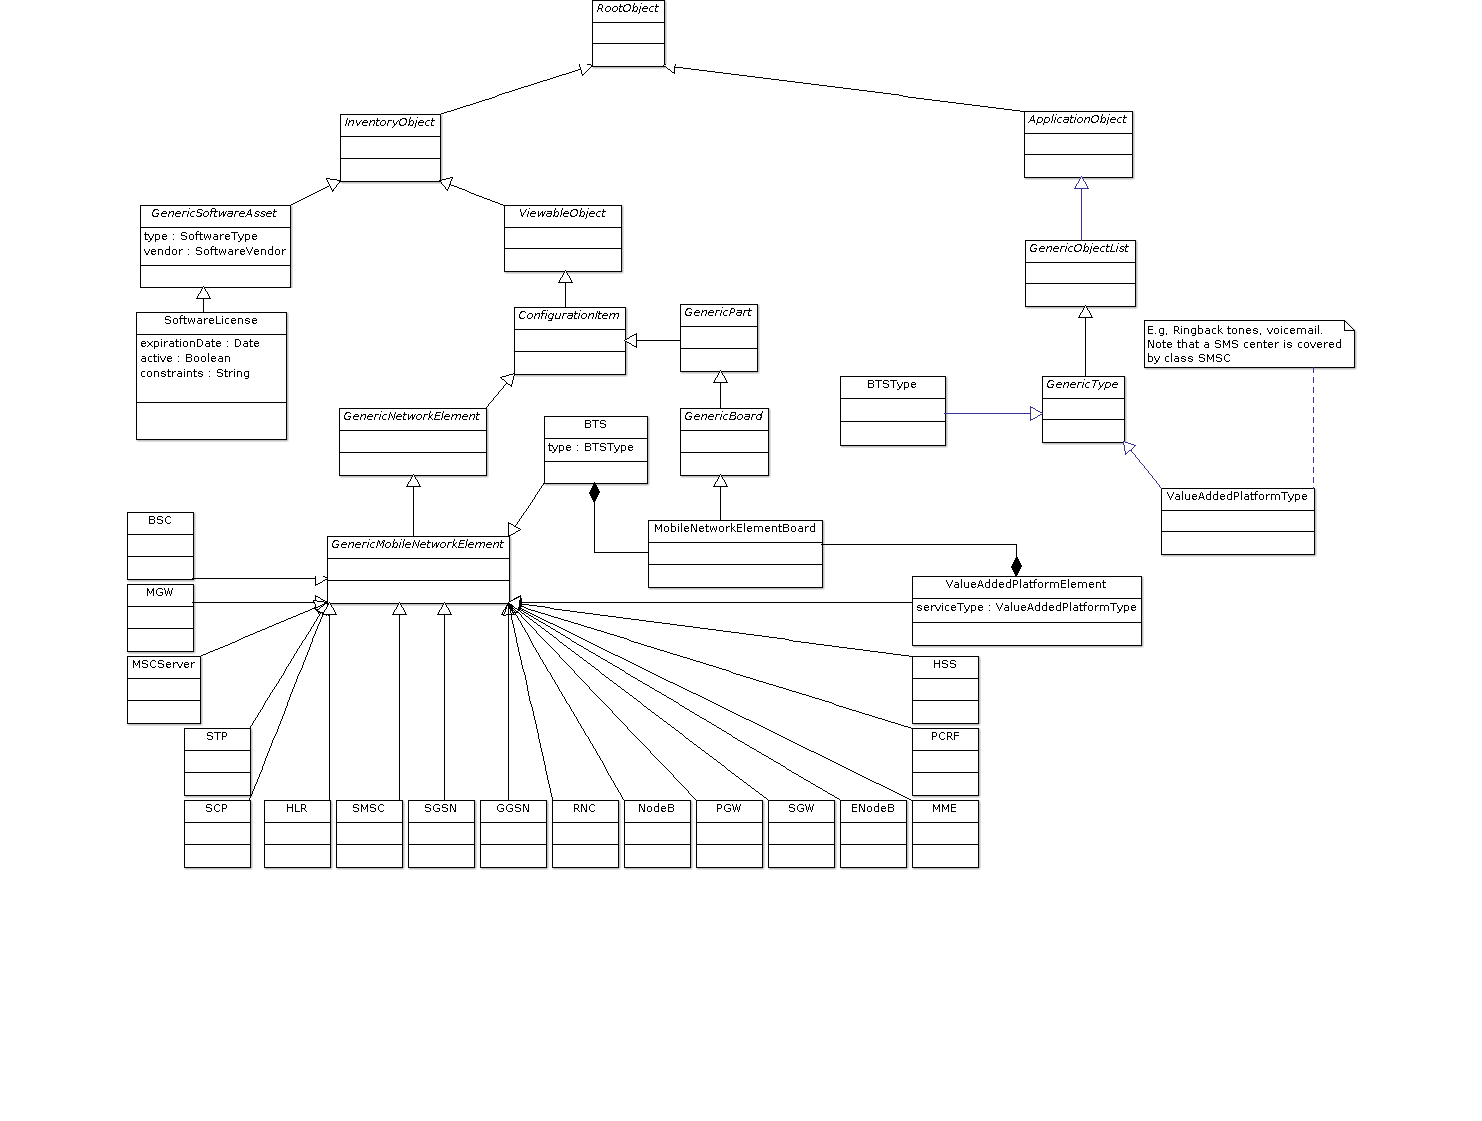 RootObject
InventoryObject
ApplicationObject
GenericSoftwareAsset
type : SoftwareType
vendor : SoftwareVendor
ViewableObject
GenericObjectList
SoftwareLicense
expirationDate : Date
active : Boolean
constraints : String
ConfigurationItem
GenericPart
E.g, Ringback tones, voicemail.
Note that a SMS center is covered
by class SMSC
BTSType
GenericType
GenericNetworkElement
BTS
type : BTSType
GenericBoard
ValueAddedPlatformType
BSC
MobileNetworkElementBoard
GenericMobileNetworkElement
MGW
ValueAddedPlatformElement
serviceType : ValueAddedPlatformType
MSCServer
HSS
STP
PCRF
SCP
HLR
SMSC
SGSN
GGSN
RNC
NodeB
PGW
SGW
ENodeB
MME